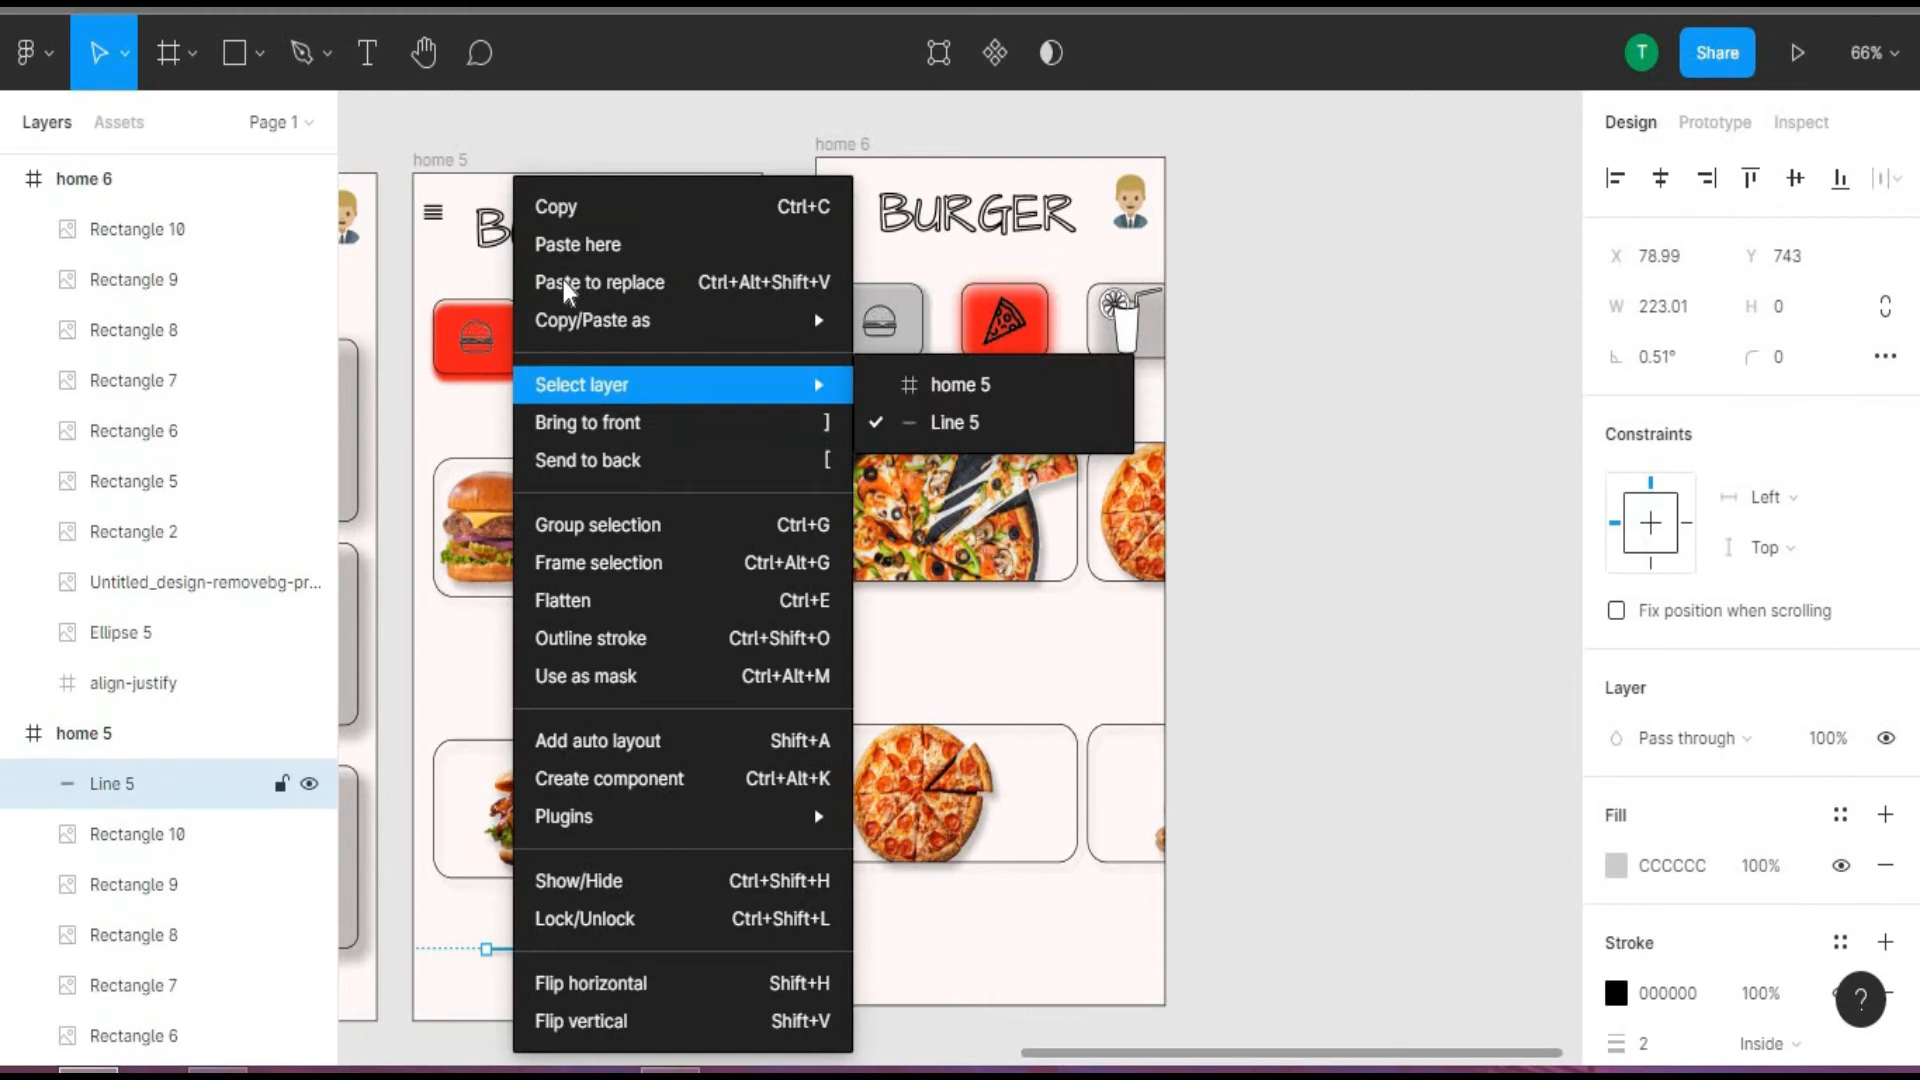 T
Share
66%
Layers
Assets
Page 1
Design
Prototype
Inspect
home 6
Rectangle 10
Rectangle 9
Rectangle 8
Rectangle 7
Rectangle 6
Rectangle 5
Rectangle 2
Untitled_design-removebg-pr...
Ellipse 5
align-justify
home 5
Line 5
Rectangle 10
Rectangle 9
Rectangle 8
Rectangle 7
Rectangle 6
home 5
home 6
BURGER
Copy Ctrl+C
Paste here
Paste to replace Ctrl+Alt+Shift+V
Copy/Paste as
Select layer
Bring to front ]
Send to back [
Group selection Ctrl+G
Frame selection Ctrl+Alt+G
Flatten Ctrl+E
Outline stroke Ctrl+Shift+O
Use as mask Ctrl+Alt+M
Add auto layout Shift+A
Create component Ctrl+Alt+K
Plugins
Show/Hide Ctrl+Shift+H
Lock/Unlock Ctrl+Shift+L
Flip horizontal Shift+H
Flip vertical Shift+V
home 5
Line 5
X 78.99 Y 743
W 223.01 H 0
0.51° 0
Constraints
Left
Top
Fix position when scrolling
Layer
Pass through 100%
Fill
CCCCCC 100%
Stroke
000000 100%
?
2 Inside